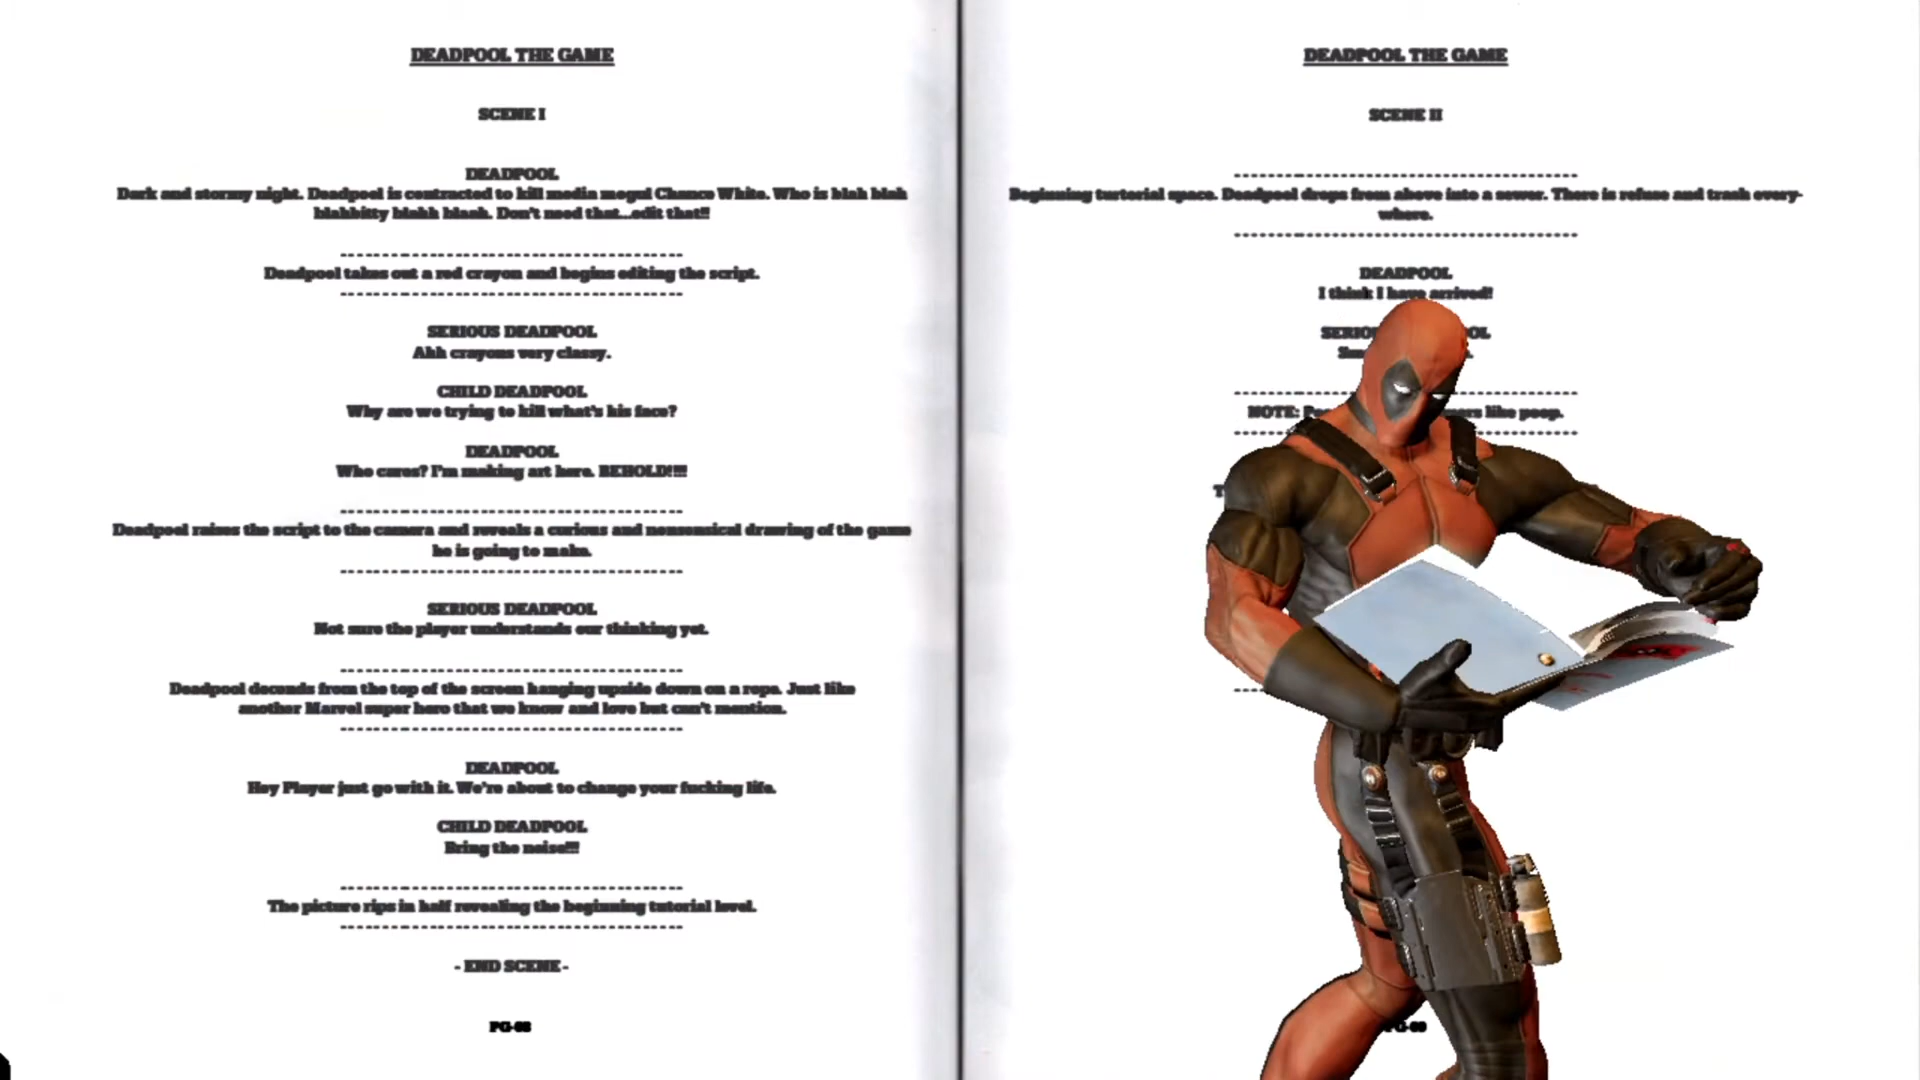 DEADPOOL THE GAME
SCENE I
DEADPOOL
Dark and stormy night. Deadpool is contracted to kill media mogul Chance White. Who is blah blah
blahbitty blahh blaah. Don't need that...edit that!!
Deadpool takes out a red crayon and begins editing the script.
SERIOUS DEADPOOL
Ahh crayons very classy.
CHILD DEADPOOL
Why are we trying to kill what's his face?
DEADPOOL
Who cares? I'm making art here. BEHOLD!!!!
Deadpool raises the script to the camera and reveals a curious and nonsensical drawing of the game
he is going to make.
SERIOUS DEADPOOL
Not sure the player understands our thinking yet.
Deadpool decends from the top of the screen hanging upside down on a rope. Just like
another Marvel super hero that we know and love but can't mention.
DEADPOOL
Hey Player just go with it. We're about to change your fucking life.
CHILD DEADPOOL
Bring the noise!!!
The picture rips in half revealing the beginning tutorial level.
- END SCENE -
PG-08
DEADPOOL THE GAME
SCENE II
Beginning turtorial space. Deadpool drops from above into a sewer. There is refuse and trash every-
where.
DEADPOOL
I think I have arrived!
NOTE: like poop.